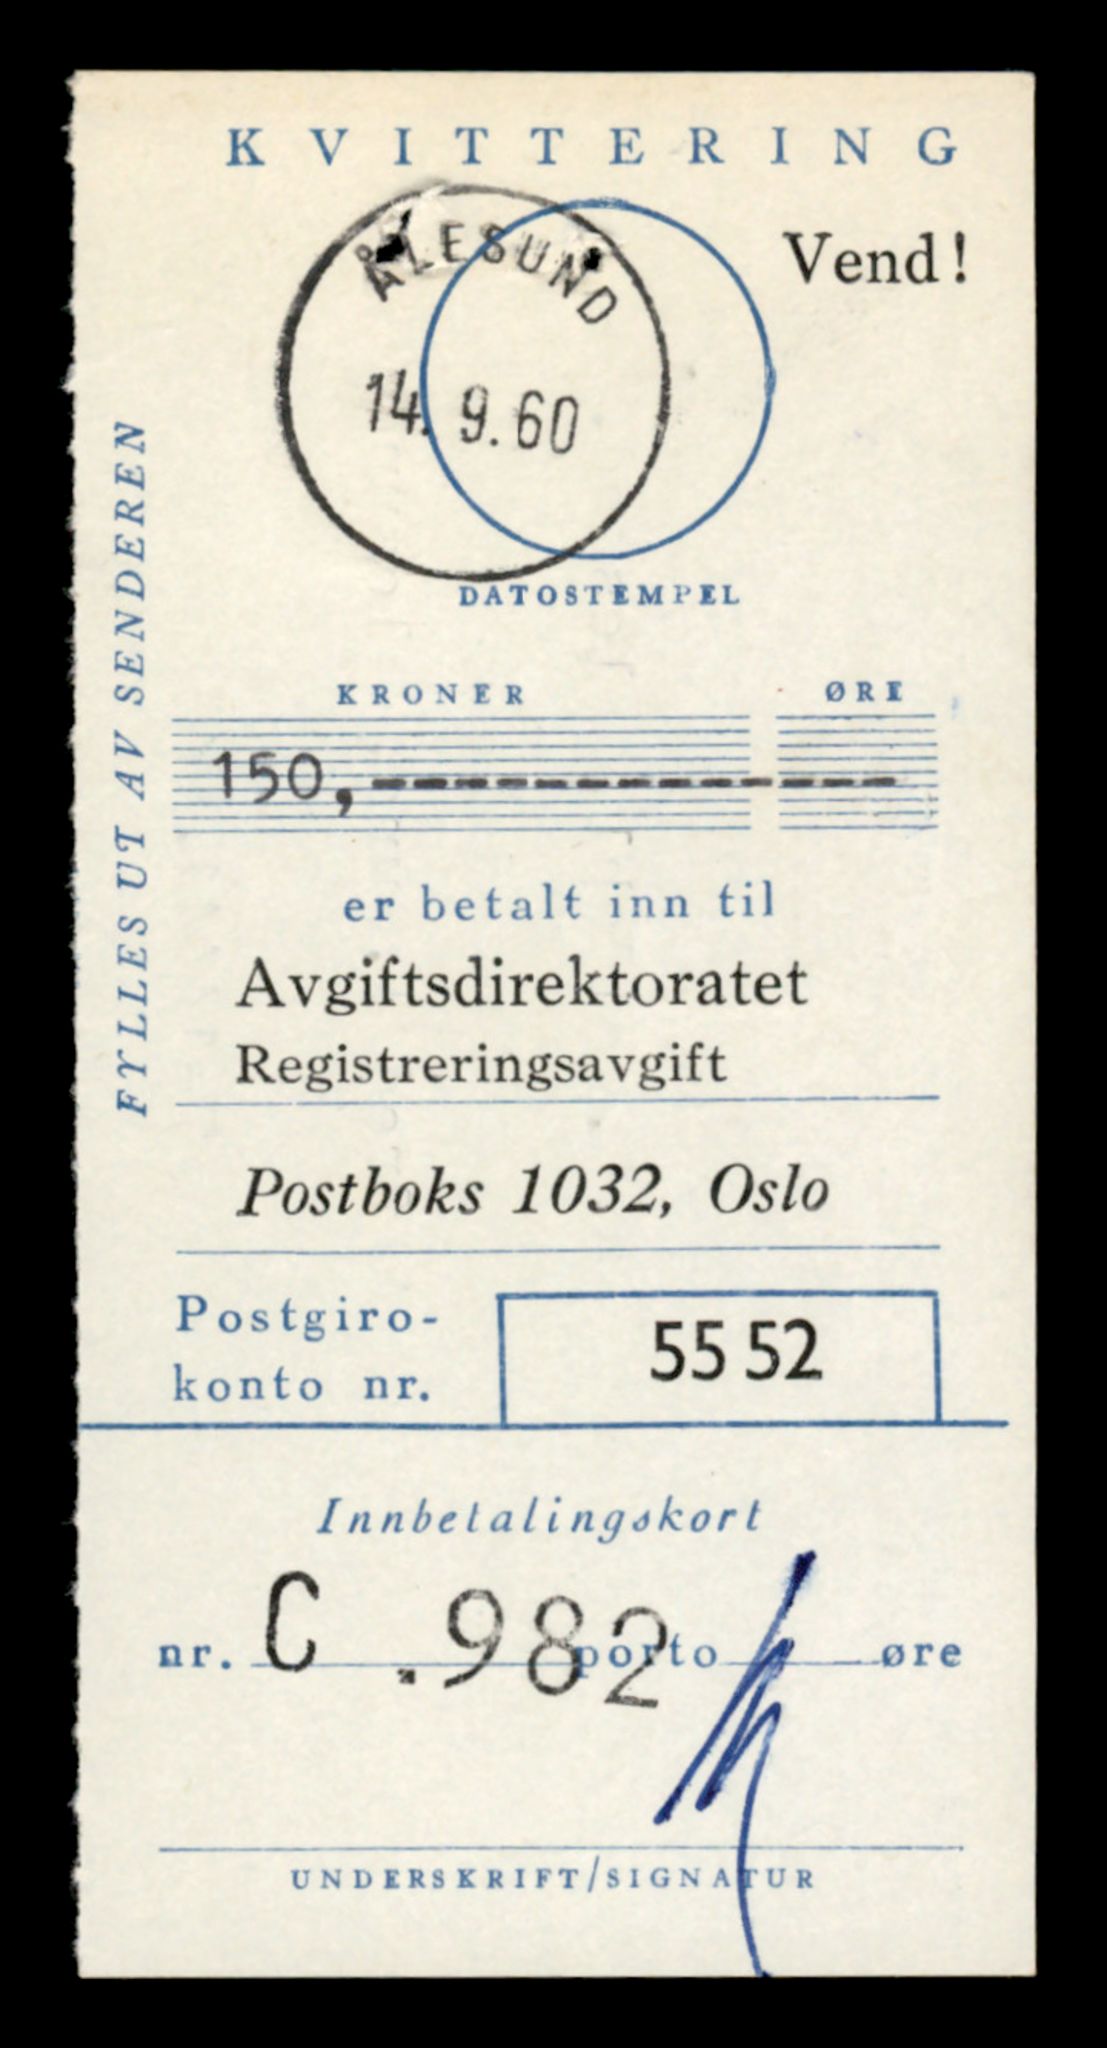 KVITTERING
Vend!
ÅLESUND
14. 9. 60
DATOSTEMPEL
FYLLES UT AV SENDEREN
KRONER ØRE
150,-------------
er betalt inn til
Avgiftsdirektoratet
Registreringsavgift
Postboks 1032, Oslo
Postgiro-
konto nr.
55 52
Innbetalingskort
nr. C .982 porto øre
UNDERSKRIFT/SIGNATUR